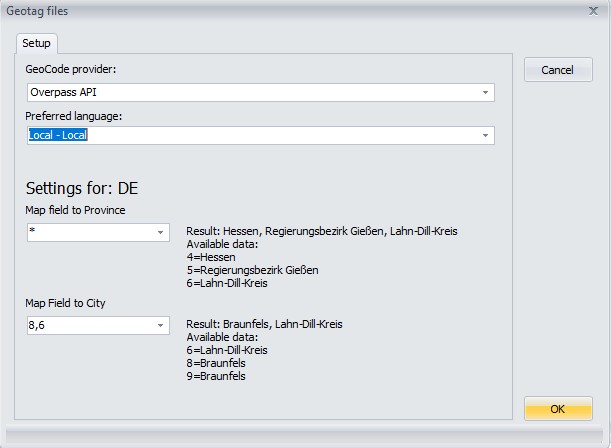 Geotag files
Setup
GeoCode provider:
Overpass API
Cancel
Preferred language:
Local - Local
Settings for: DE
Map field to Province
*
Result: Hessen, Regierungsbezirk Gießen, Lahn-Dill-Kreis
Available data:
4=Hessen
5=Regierungsbezirk Gießen
6=Lahn-Dill-Kreis
Map Field to City
8,6
Result: Braunfels, Lahn-Dill-Kreis
Available data:
6=Lahn-Dill-Kreis
8=Braunfels
9=Braunfels
OK